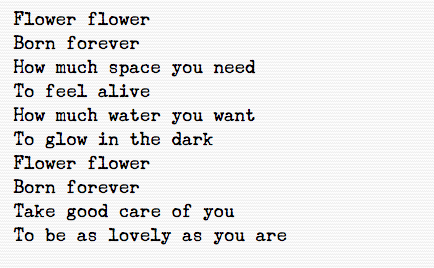 Flower flower
Born forever
How much space you need
To feel alive
How much water you want
To glow in the dark
Flower flower
Born forever
Take good care of you
To be as lovely as you are